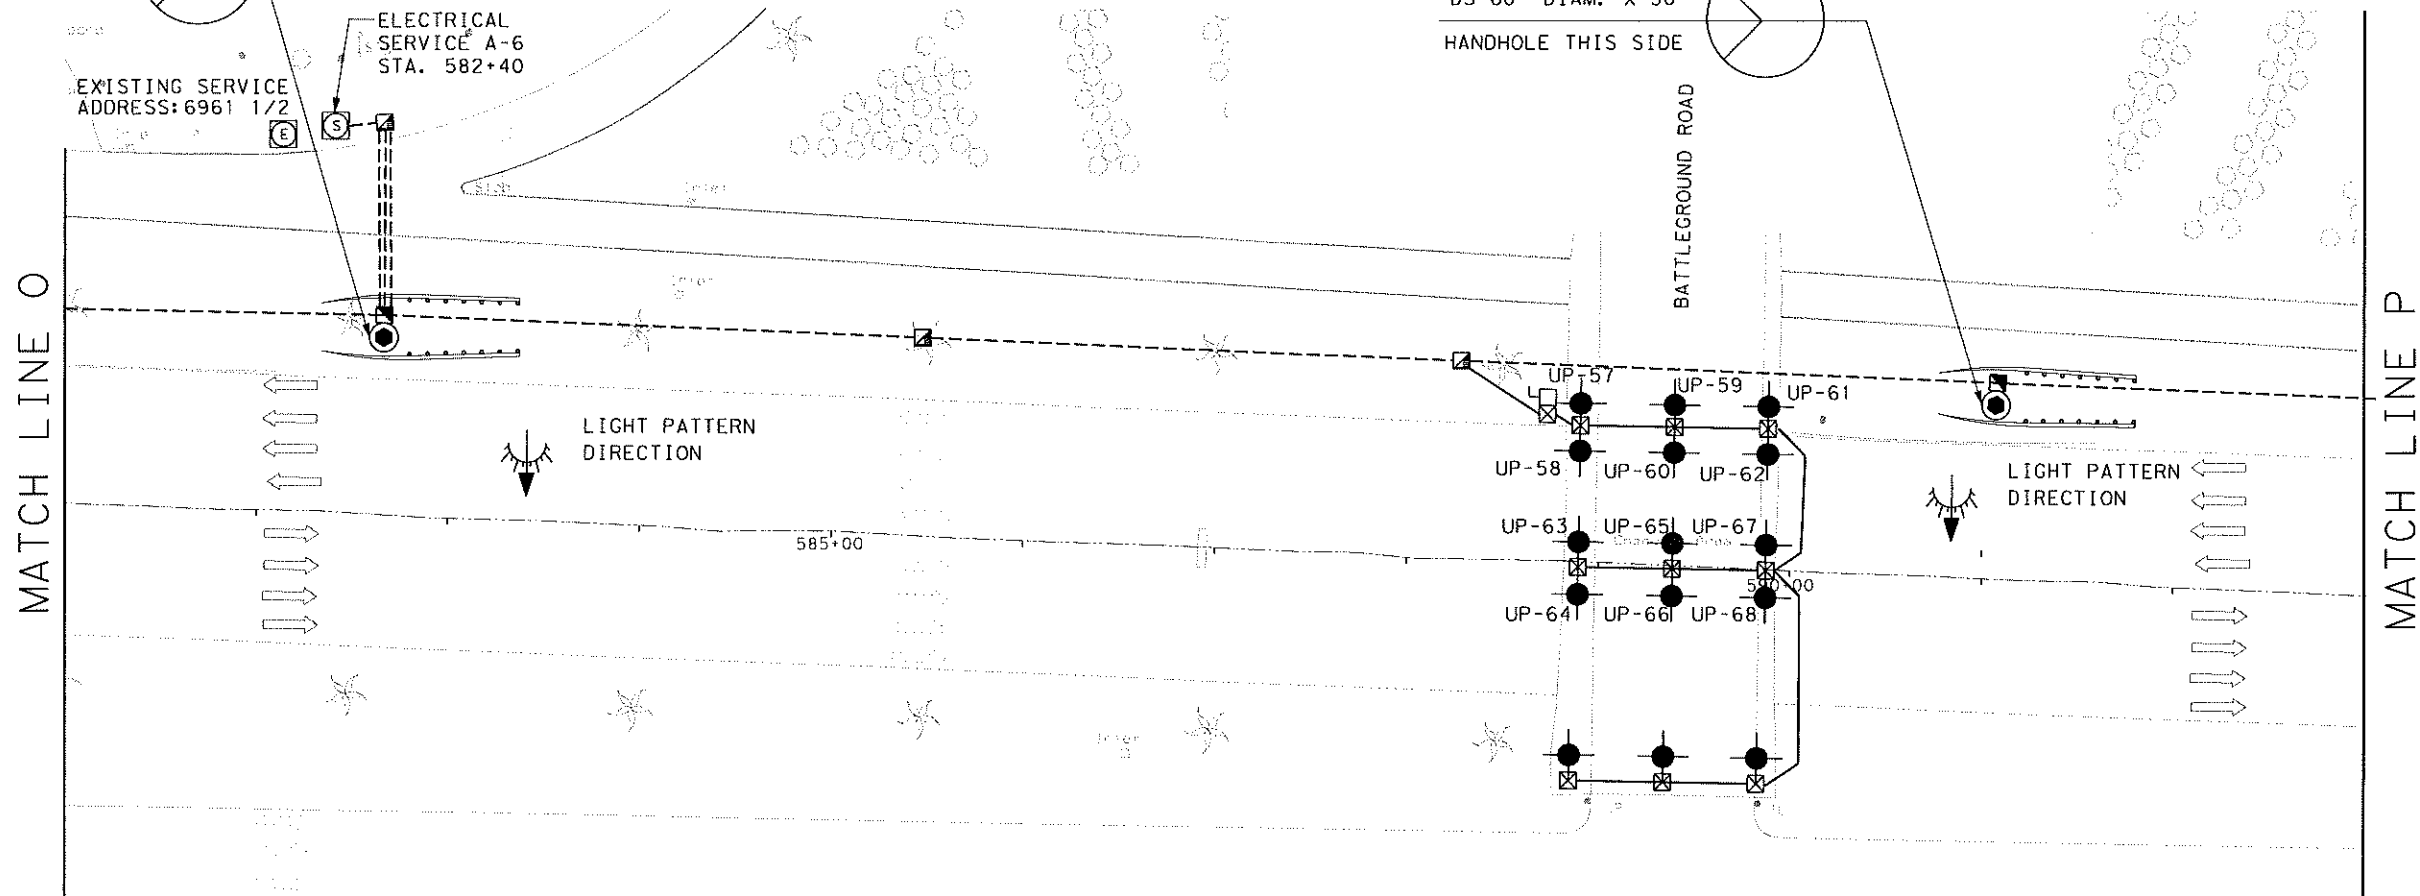 ELECTRICAL
SERVICE A-6
STA. 582+40
EXISTING SERVICE
ADDRESS:6961 1/2
E
S
HANDHOLE THIS SIDE
BATTLEGROUND ROAD
MATCH LINE O
MATCH LINE P
LIGHT PATTERN
DIRECTION
585+00
UP-57
UP-59
UP-61
UP-58
UP-60
UP-62
UP-63
UP-65
UP-67
590+00
UP-64
UP-66
UP-68
LIGHT PATTERN
DIRECTION